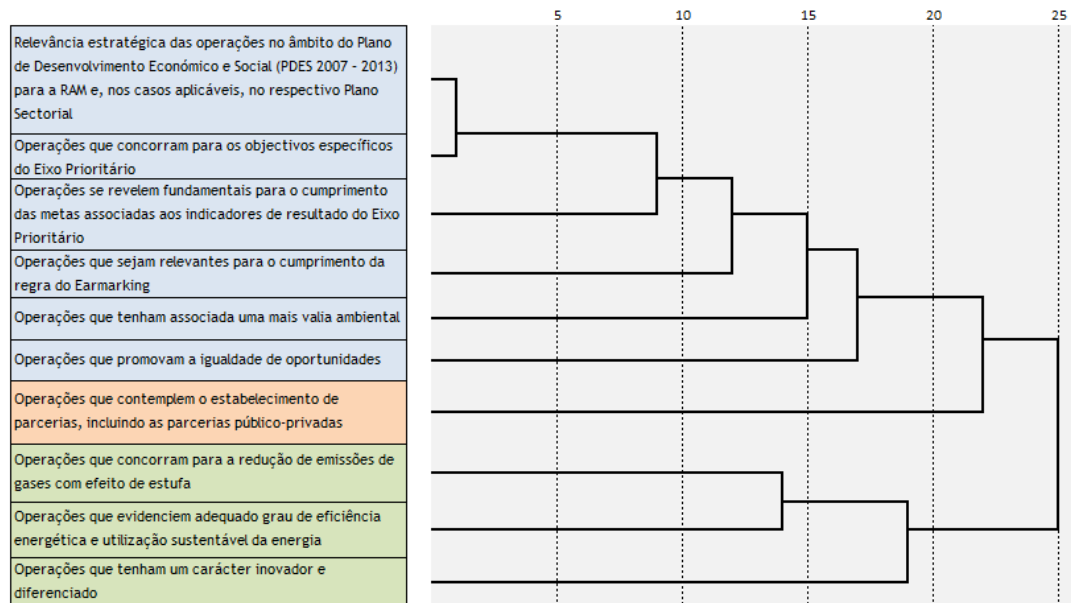 5 10 15 20 25
Relevância estratégica das operações no âmbito do Plano
de Desenvolvimento Económico e Social (PDES 2007 - 2013)
para a RAM e, nos casos aplicáveis, no respectivo Plano
Sectorial
Operações que concorram para os objectivos específicos
do Eixo Prioritário
Operações se revelem fundamentais para o cumprimento
das metas associadas aos indicadores de resultado do Eixo
Prioritário
Operações que sejam relevantes para o cumprimento da
regra do Earmarking
Operações que tenham associada uma mais valia ambiental
Operações que promovam a igualdade de oportunidades
Operações que contemplem o estabelecimento de
parcerias, incluindo as parcerias público-privadas
Operações que concorram para a redução de emissões de
gases com efeito de estufa
Operações que evidenciem adequado grau de eficiência
energética e utilização sustentável da energia
Operações que tenham um carácter inovador e
diferenciado